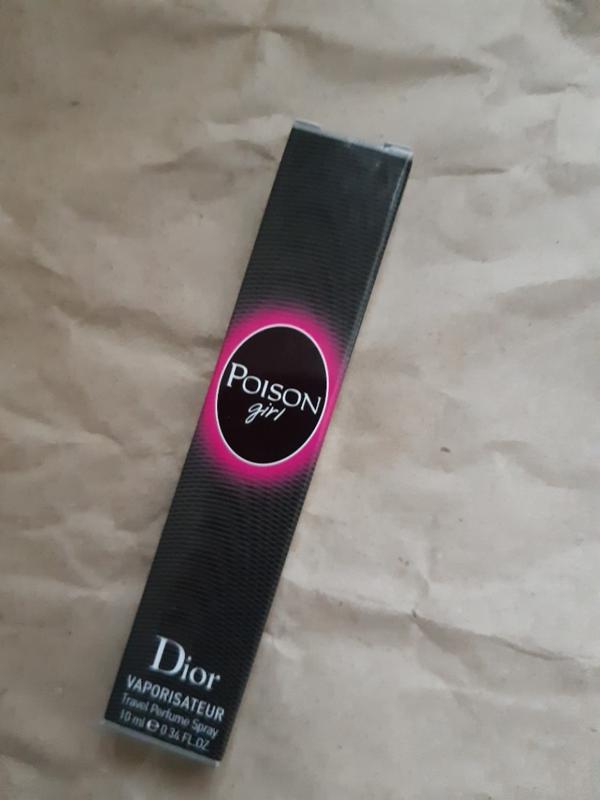 POISON
girl
Dior
VAPORISATEUR
Travel Perfume Spray
10 ml ℮ 0.34 FL.OZ